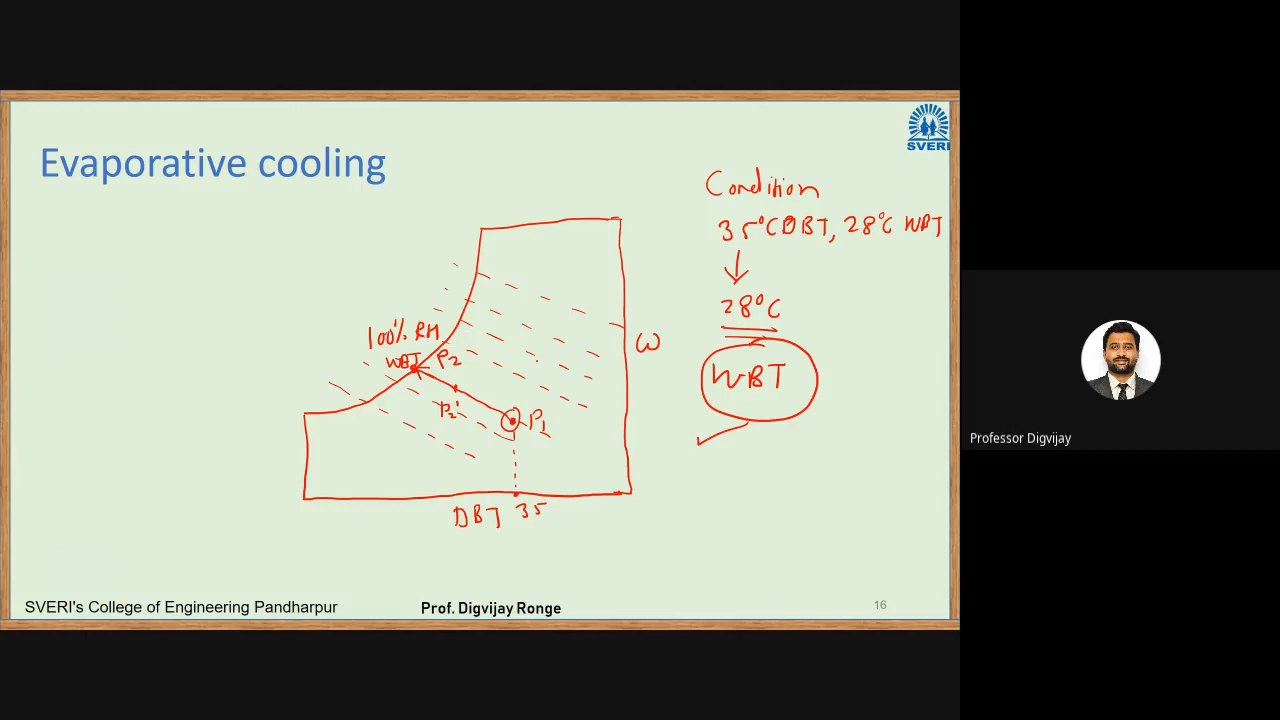 SVERI
Evaporative cooling
Condition
35°C DBT, 28°C WBT
28°C
WBT
100% RH
WBT
P2
P2'
P1
ω
DBT 35
Professor Digvijay
SVERI's College of Engineering Pandharpur
Prof. Digvijay Ronge
16